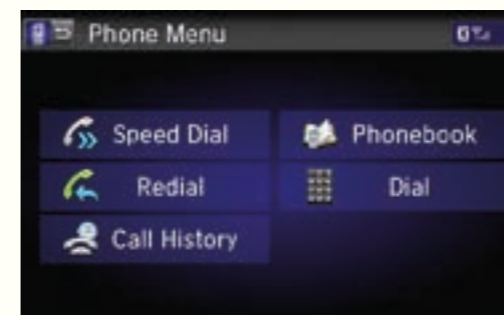 Phone Menu
Speed Dial
Phonebook
Redial
Dial
Call History